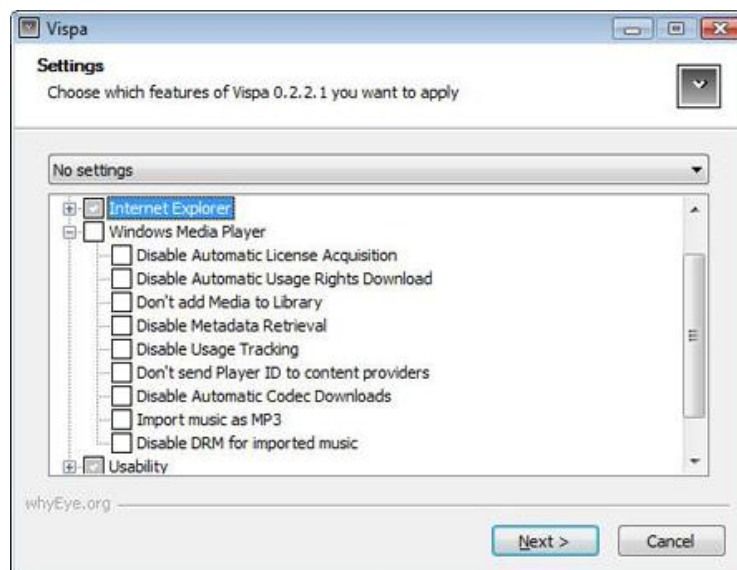 Vispa
Settings
Choose which features of Vispa 0.2.2.1 you want to apply
No settings
Internet Explorer
Windows Media Player
Disable Automatic License Acquisition
Disable Automatic Usage Rights Download
Don't add Media to Library
Disable Metadata Retrieval
Disable Usage Tracking
Don't send Player ID to content providers
Disable Automatic Codec Downloads
Import music as MP3
Disable DRM for imported music
Usability
whyEye.org
Next >
Cancel